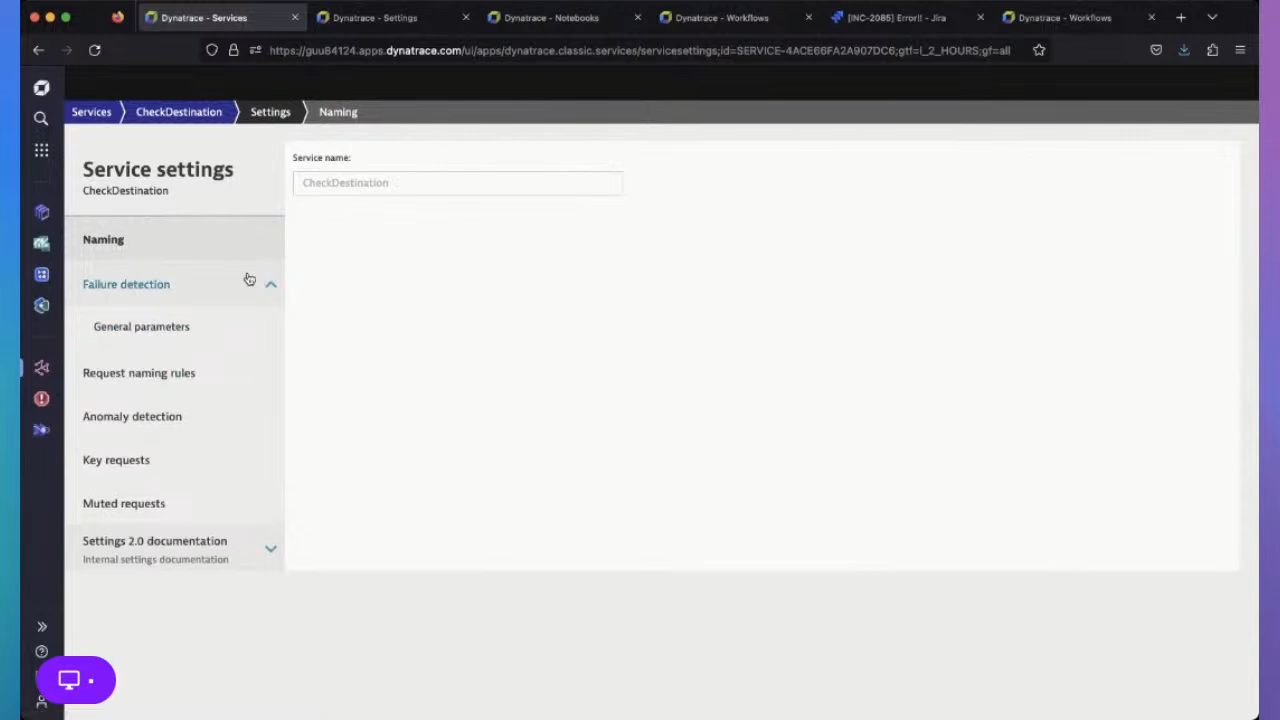 Dynatrace - Services
Dynatrace - Settings
Dynatrace - Notebooks
Dynatrace - Workflows
[INC-2085] Error!! - Jira
Dynatrace - Workflows
https://guu84124.apps.dynatrace.com/ui/apps/dynatrace.classic.services/servicesettings;id=SERVICE-4ACE66FA2A907DC6;gtf=l_2_HOURS;gf=all
Services
CheckDestination
Settings
Naming
Service settings
CheckDestination
Service name:
CheckDestination
Naming
Failure detection
General parameters
Request naming rules
Anomaly detection
Key requests
Muted requests
Settings 2.0 documentation
Internal settings documentation